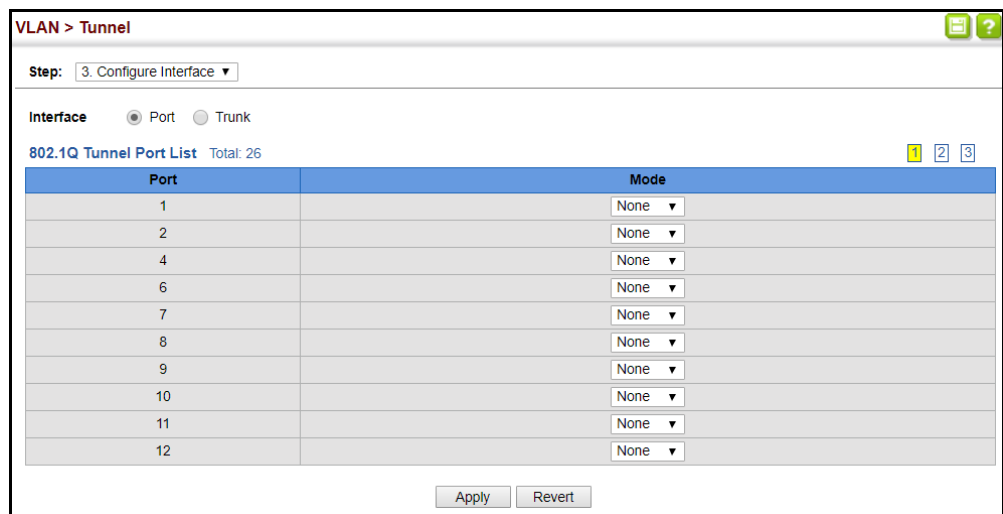 VLAN > Tunnel
?
Step: 3. Configure Interface ▼
Interface Port Trunk
802.1Q Tunnel Port List Total: 26 1 2 3
Port Mode
1 None ▼
2 None ▼
4 None ▼
6 None ▼
7 None ▼
8 None ▼
9 None ▼
10 None ▼
11 None ▼
12 None ▼
Apply Revert